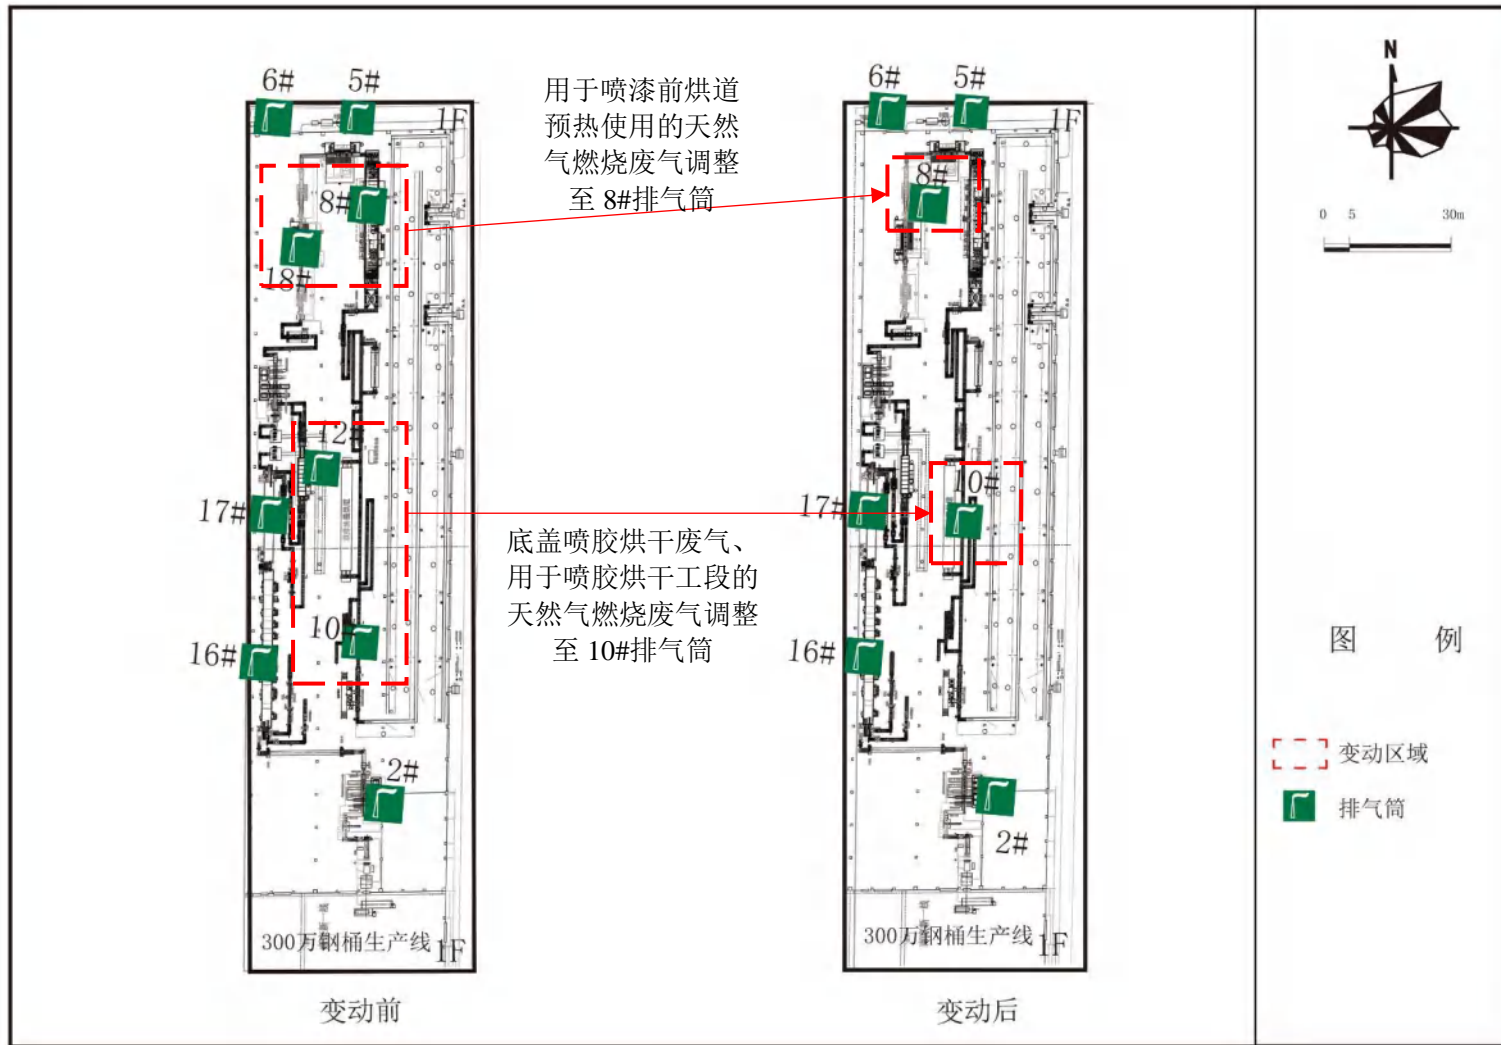 6#
5#
1F
8#
18#
12#
17#
10#
16#
2#
300万钢桶生产线
1F
变动前
用于喷漆前烘道
预热使用的天然
气燃烧废气调整
至 8#排气筒
底盖喷胶烘干废气、
用于喷胶烘干工段的
天然气燃烧废气调整
至 10#排气筒
6#
5#
1F
8#
10#
17#
16#
2#
300万钢桶生产线
1F
变动后
N
0 5 30m
图 例
变动区域
排气筒